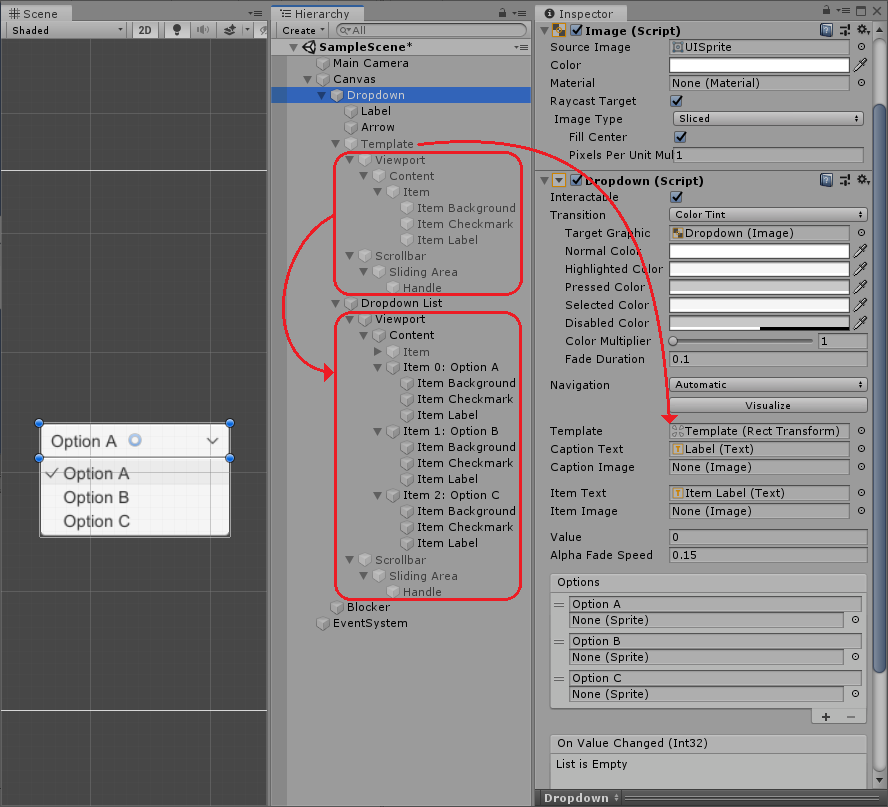 Scene
Shaded
2D
Option A
Option A
Option B
Option C
Hierarchy
Create
All
SampleScene*
Main Camera
Canvas
Dropdown
Label
Arrow
Template
Viewport
Content
Item
Item Background
Item Checkmark
Item Label
Scrollbar
Sliding Area
Handle
Dropdown List
Viewport
Content
Item
Item 0: Option A
Item Background
Item Checkmark
Item Label
Item 1: Option B
Item Background
Item Checkmark
Item Label
Item 2: Option C
Item Background
Item Checkmark
Item Label
Scrollbar
Sliding Area
Handle
Blocker
EventSystem
Inspector
Image (Script)
Source Image UISprite
Color
Material None (Material)
Raycast Target
Image Type Sliced
Fill Center
Pixels Per Unit Mul 1
Dropdown (Script)
Interactable
Transition Color Tint
Target Graphic Dropdown (Image)
Normal Color
Highlighted Color
Pressed Color
Selected Color
Disabled Color
Color Multiplier 1
Fade Duration 0.1
Navigation Automatic
Visualize
Template Template (Rect Transform)
Caption Text T Label (Text)
Caption Image None (Image)
Item Text T Item Label (Text)
Item Image None (Image)
Value 0
Alpha Fade Speed 0.15
Options
Option A
None (Sprite)
Option B
None (Sprite)
Option C
None (Sprite)
+ −
On Value Changed (Int32)
List is Empty
Dropdown